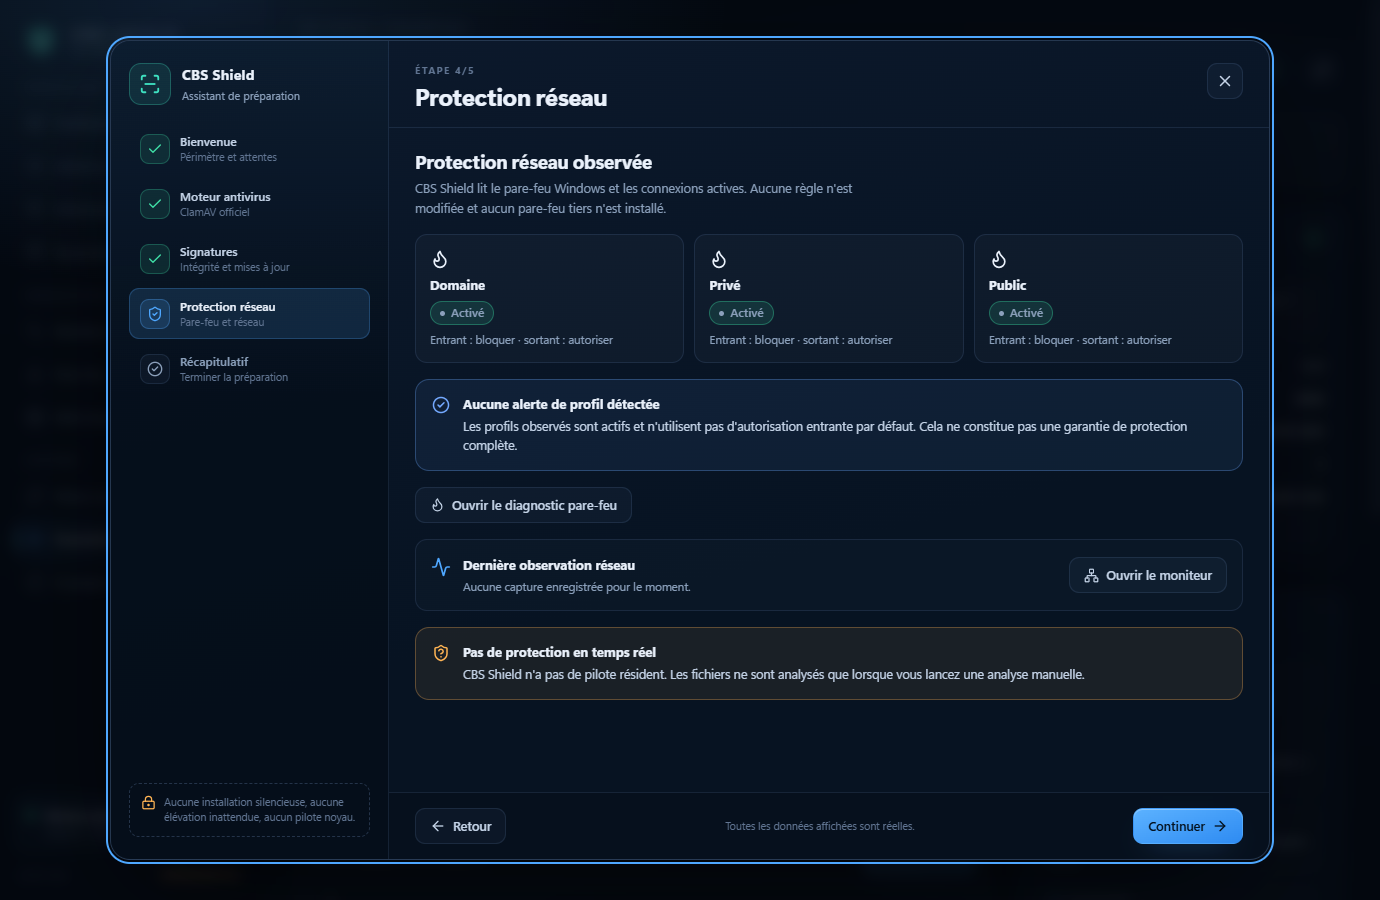 CBS Shield
Assistant de préparation
Bienvenue
Périmètre et attentes
Moteur antivirus
ClamAV officiel
Signatures
Intégrité et mises à jour
Protection réseau
Pare-feu et réseau
Récapitulatif
Terminer la préparation
Aucune installation silencieuse, aucune
élévation inattendue, aucun pilote noyau.
ÉTAPE 4/5
Protection réseau
Protection réseau observée
CBS Shield lit le pare-feu Windows et les connexions actives. Aucune règle n'est
modifiée et aucun pare-feu tiers n'est installé.
Domaine
Activé
Entrant : bloquer · sortant : autoriser
Privé
Activé
Entrant : bloquer · sortant : autoriser
Public
Activé
Entrant : bloquer · sortant : autoriser
Aucune alerte de profil détectée
Les profils observés sont actifs et n'utilisent pas d'autorisation entrante par défaut. Cela ne constitue pas une garantie de protection
complète.
Ouvrir le diagnostic pare-feu
Dernière observation réseau
Aucune capture enregistrée pour le moment.
Ouvrir le moniteur
Pas de protection en temps réel
CBS Shield n'a pas de pilote résident. Les fichiers ne sont analysés que lorsque vous lancez une analyse manuelle.
Retour
Toutes les données affichées sont réelles.
Continuer